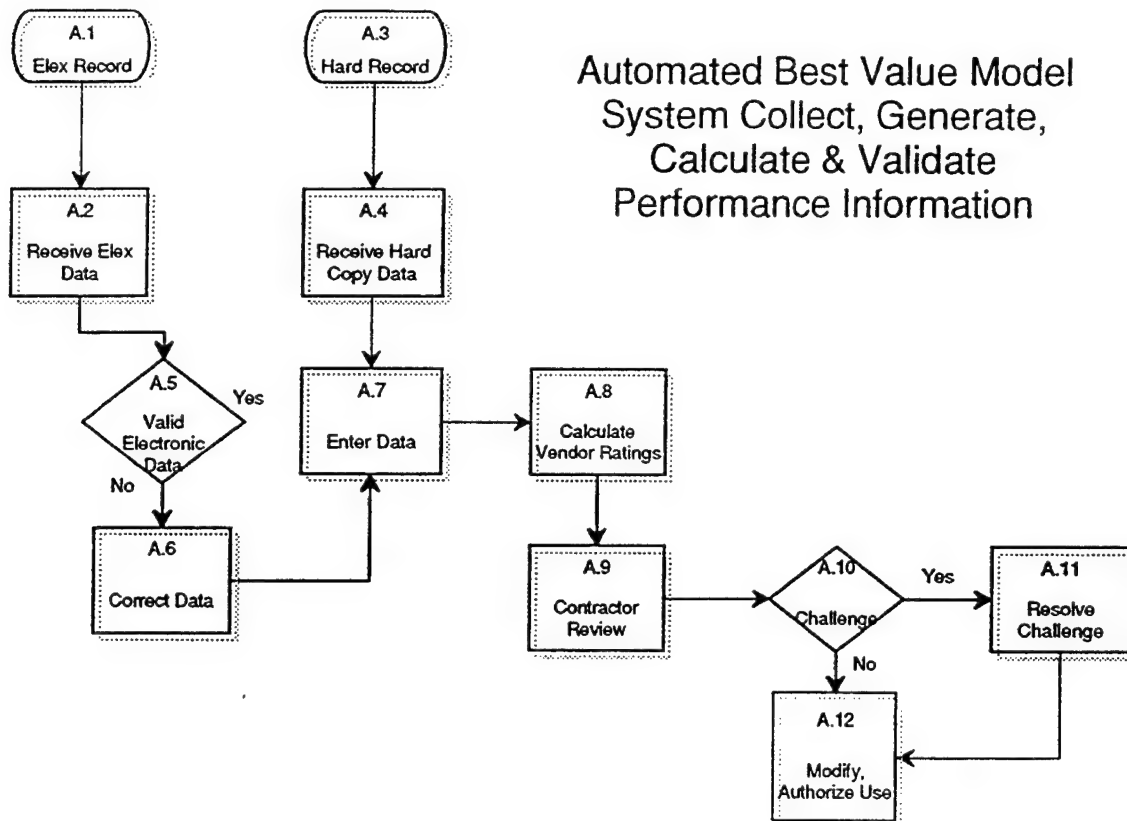 A.1
Elex Record
A.3
Hard Record
Automated Best Value Model
System Collect, Generate,
Calculate & Validate
Performance Information
A.2
Receive Elex
Data
A.4
Receive Hard
Copy Data
A.5
Valid
Electronic
Data
Yes
No
A.6
Correct Data
A.7
Enter Data
A.8
Calculate
Vendor Ratings
A.9
Contractor
Review
A.10
Challenge
Yes
No
A.11
Resolve
Challenge
A.12
Modify,
Authorize Use